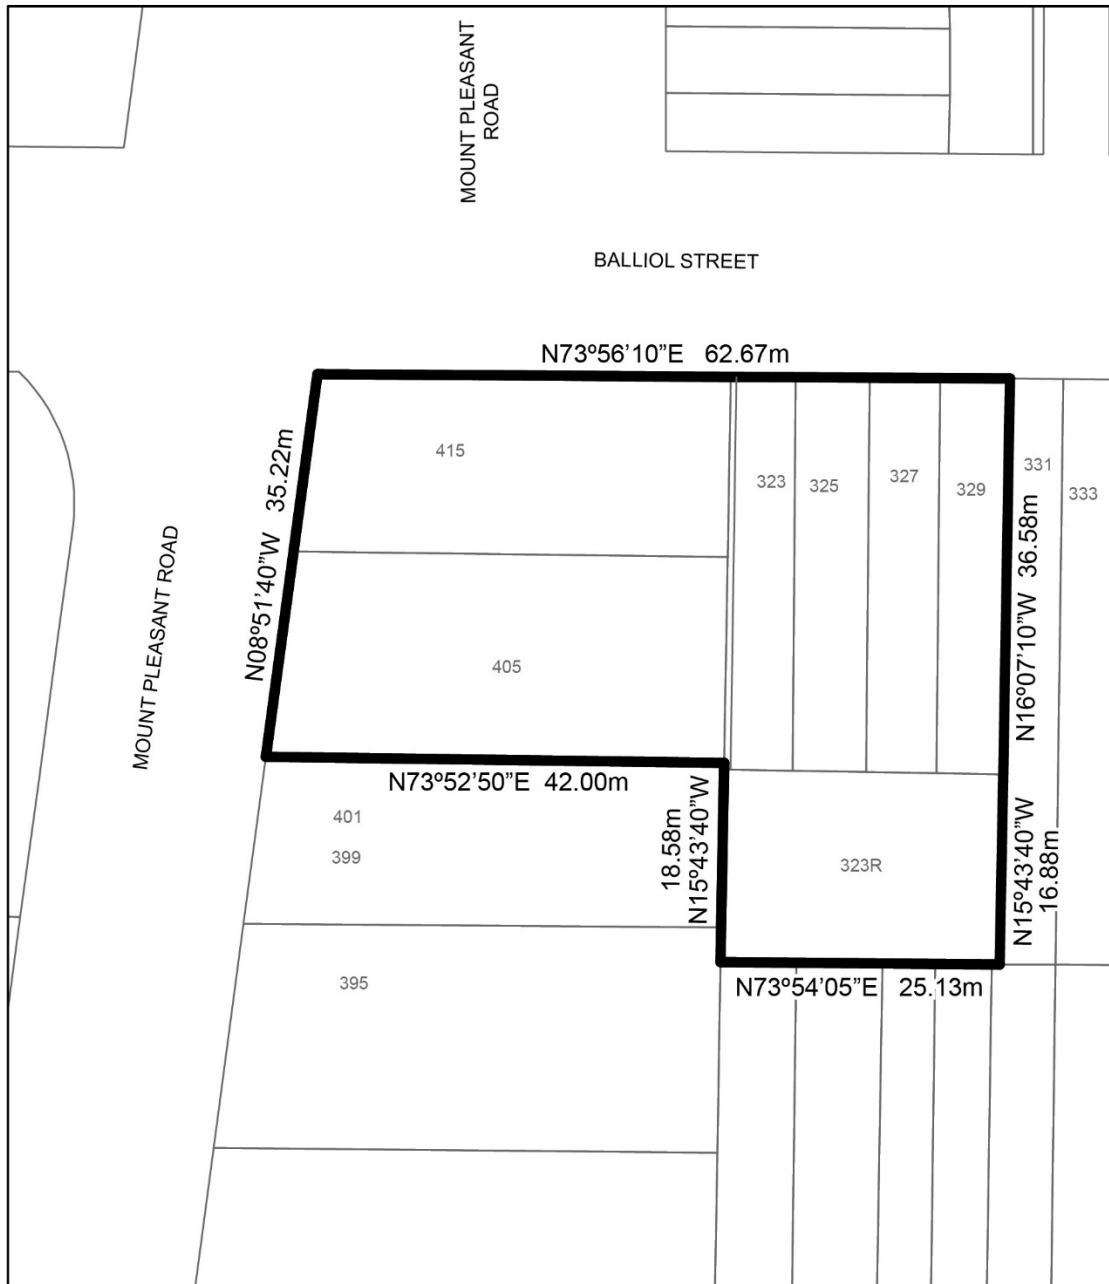 MOUNT PLEASANT
ROAD
BALLIOL STREET
N73º56’10”E 62.67m
415
323
325
327
329
331
333
N08º51’40”W 35.22m
N16º07’10”W 36.58m
MOUNT PLEASANT ROAD
405
N73º52’50”E 42.00m
401
399
18.58m
N15º43’40”W
323R
N15º43’40”W
16.88m
395
N73º54’05”E 25.13m